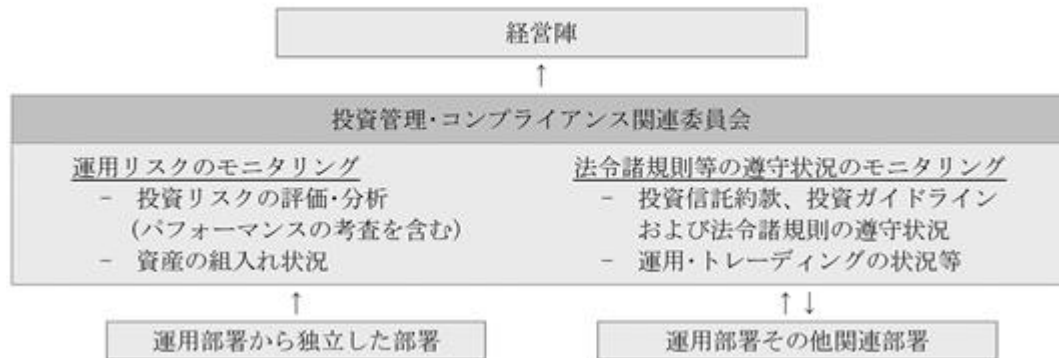 経営陣
↑
投資管理･コンプライアンス関連委員会
運用リスクのモニタリング
− 投資リスクの評価･分析
(パフォーマンスの考査を含む)
− 資産の組入れ状況
法令諸規則等の遵守状況のモニタリング
− 投資信託約款、投資ガイドライン
および法令諸規則の遵守状況
− 運用･トレーディングの状況等
↑
↑ ↓
運用部署から独立した部署
運用部署その他関連部署